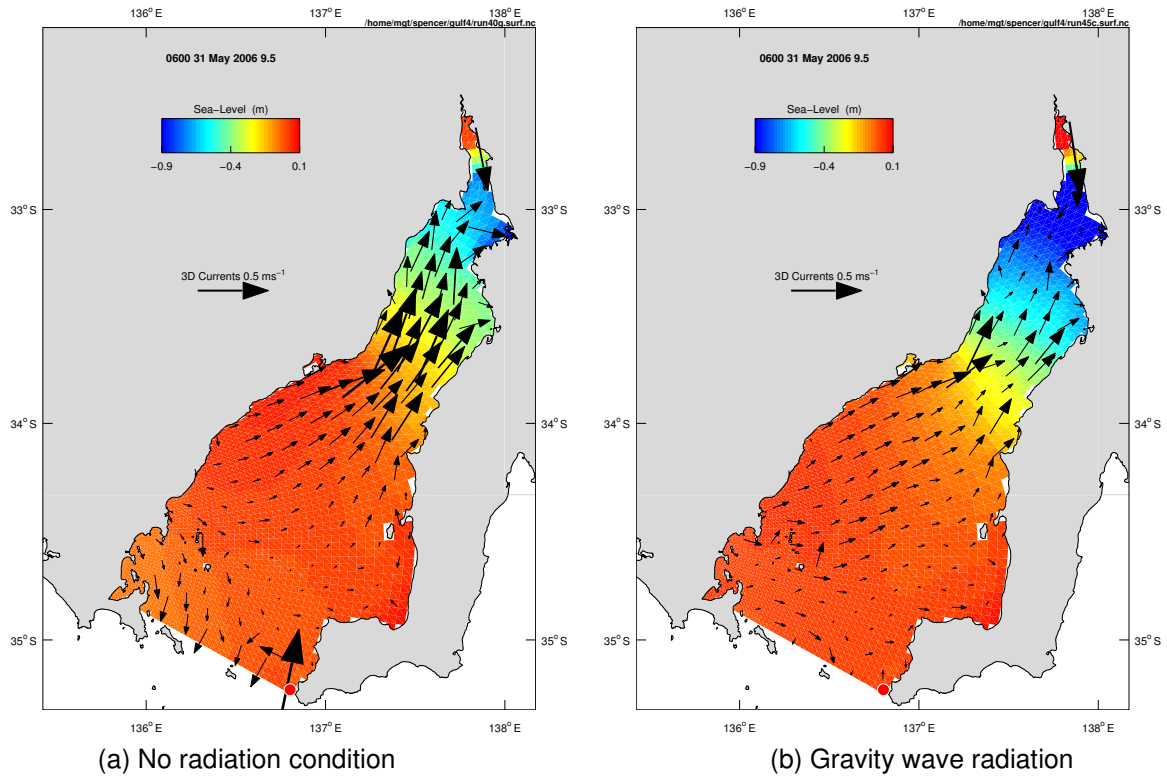 /home/mgt/spencer/gulf4/run40g.surf.nc
136° E 137° E 138° E
0600 31 May 2006 9.5
Sea−Level (m)
−0.9 −0.4 0.1
33° S 33° S
3D Currents 0.5 ms−1
34° S 34° S
35° S 35° S
136° E 137° E 138° E
(a) No radiation condition
/home/mgt/spencer/gulf4/run45c.surf.nc
136° E 137° E 138° E
0600 31 May 2006 9.5
Sea−Level (m)
−0.9 −0.4 0.1
33° S 33° S
3D Currents 0.5 ms−1
34° S 34° S
35° S 35° S
136° E 137° E 138° E
(b) Gravity wave radiation